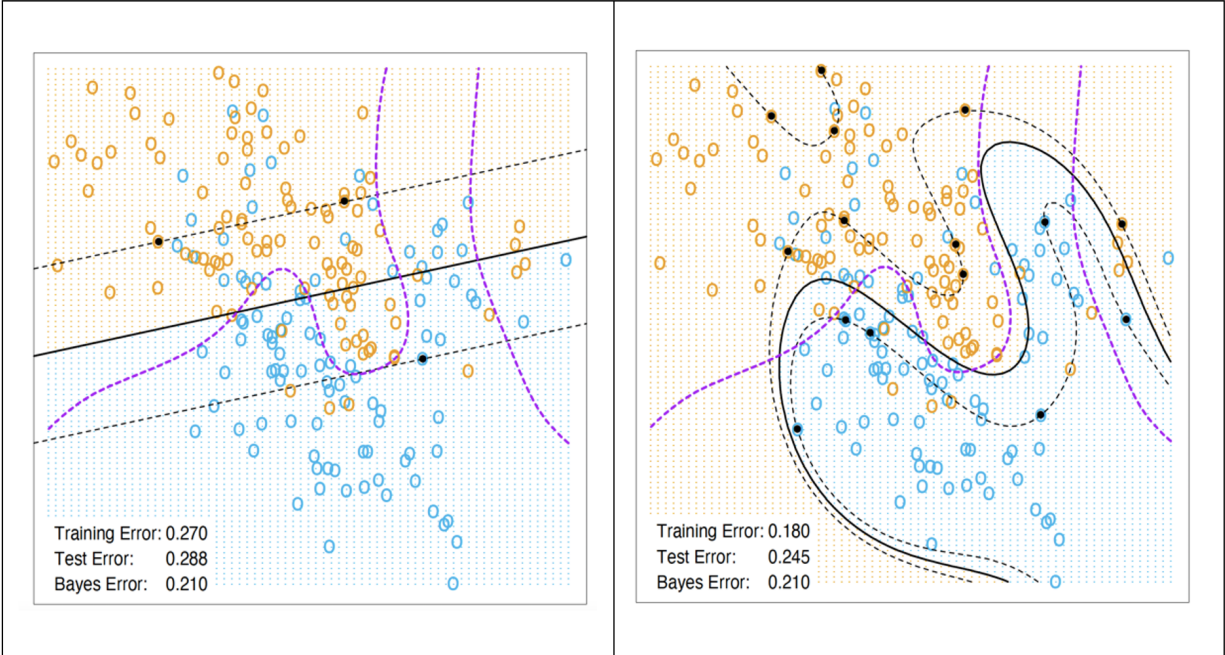 Training Error: 0.270
Test Error: 0.288
Bayes Error: 0.210
Training Error: 0.180
Test Error: 0.245
Bayes Error: 0.210